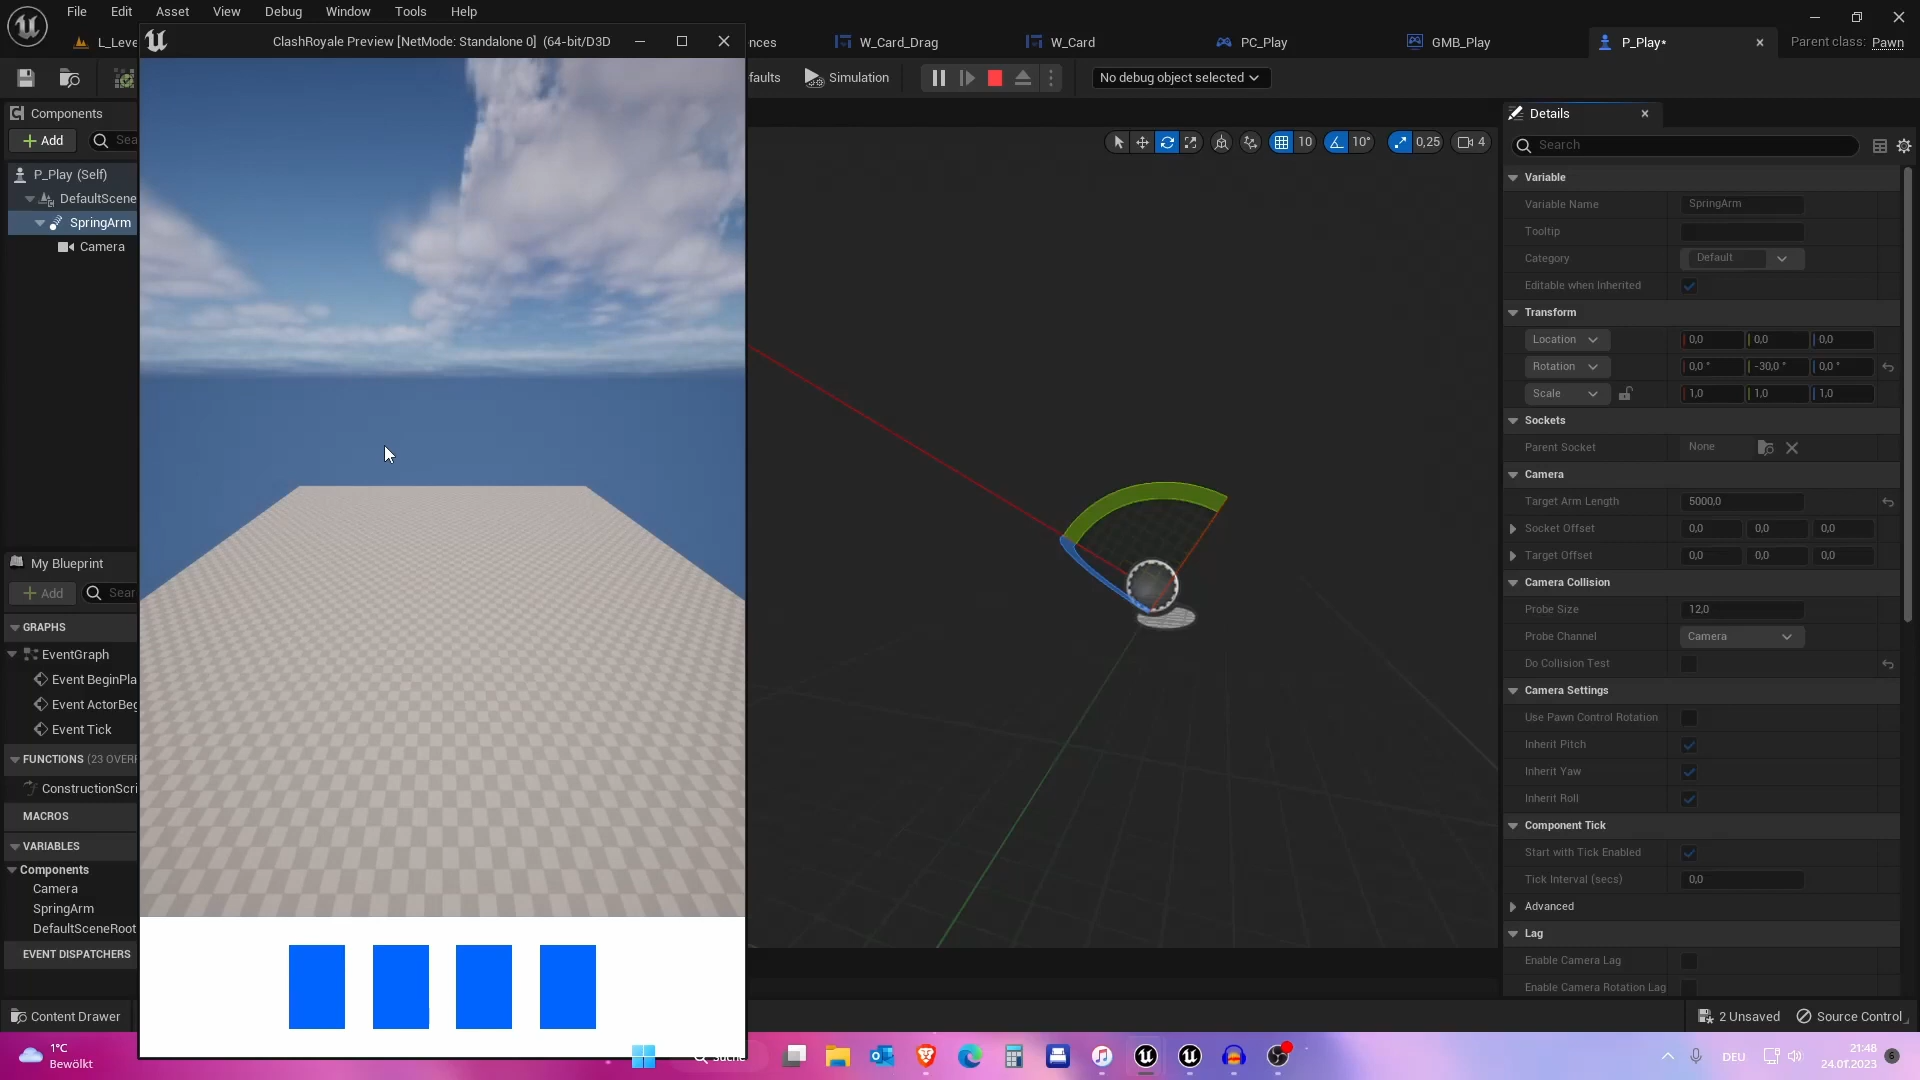 File Edit Asset View Debug Window Tools Help
L_Leve
ClashRoyale Preview [NetMode: Standalone 0] (64-bit/D3D
nces
W_Card_Drag
W_Card
PC_Play
GMB_Play
P_Play*
Parent class: Pawn
efaults
Simulation
No debug object selected
Components
Add
Sea
P_Play (Self)
DefaultScene
SpringArm
Camera
10
10°
0,25
4
Details
Search
Variable
Variable Name SpringArm
Tooltip
Category Default
Editable when Inherited
Transform
Location 0,0 0,0 0,0
Rotation 0,0 ° -30,0 ° 0,0 °
Scale 1,0 1,0 1,0
Sockets
Parent Socket None
Camera
Target Arm Length 5000,0
Socket Offset 0,0 0,0 0,0
Target Offset 0,0 0,0 0,0
Camera Collision
Probe Size 12,0
Probe Channel Camera
Do Collision Test
Camera Settings
Use Pawn Control Rotation
Inherit Pitch
Inherit Yaw
Inherit Roll
Component Tick
Start with Tick Enabled
Tick Interval (secs) 0,0
Advanced
Lag
Enable Camera Lag
Enable Camera Rotation Lag
My Blueprint
Add
Sear
GRAPHS
EventGraph
Event BeginPla
Event ActorBeg
Event Tick
FUNCTIONS (23 OVERR
ConstructionScri
MACROS
VARIABLES
Components
Camera
SpringArm
DefaultSceneRoot
EVENT DISPATCHERS
Content Drawer
2 Unsaved
Source Control
1°C
Bewölkt
Suche
DEU
21:48
24.01.2023
6